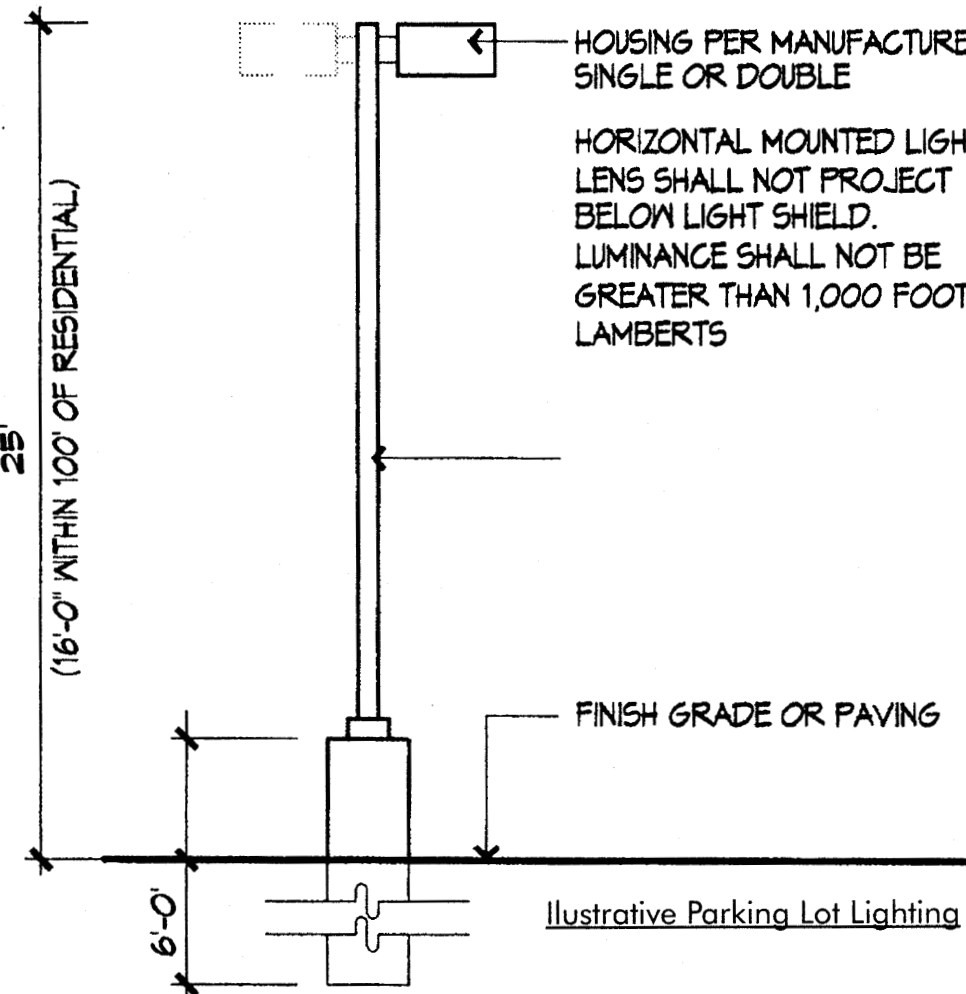 HOUSING PER MANUFACTURE
SINGLE OR DOUBLE
HORIZONTAL MOUNTED LIGH
LENS SHALL NOT PROJECT
BELOW LIGHT SHIELD.
LUMINANCE SHALL NOT BE
GREATER THAN 1,000 FOOT
LAMBERTS
25'
(16'-0" WITHIN 100' OF RESIDENTIAL)
FINISH GRADE OR PAVING
6'-0'
Ilustrative Parking Lot Lighting